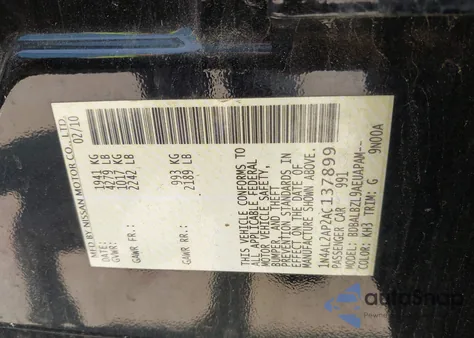 MFD BY NISSAN MOTOR CO., LTD.
02/10
GVWR: 1941 KG
4279 LB
GAWR FR: 1017 KG
2242 LB
GAWR RR: 993 KG
2189 LB
THIS VEHICLE CONFORMS TO
ALL APPLICABLE FEDERAL
MOTOR VEHICLE SAFETY,
BUMPER, AND THEFT
PREVENTION STANDARDS IN
EFFECT ON THE DATE OF
MANUFACTURE SHOWN ABOVE.
1N4AL2AP2AC137899
PASSENGER CAR 991
MODEL: BDBALBZL9AEUAPAM--
COLOR: KH3 TRIM: G 9N00A
autoSnap
Powered